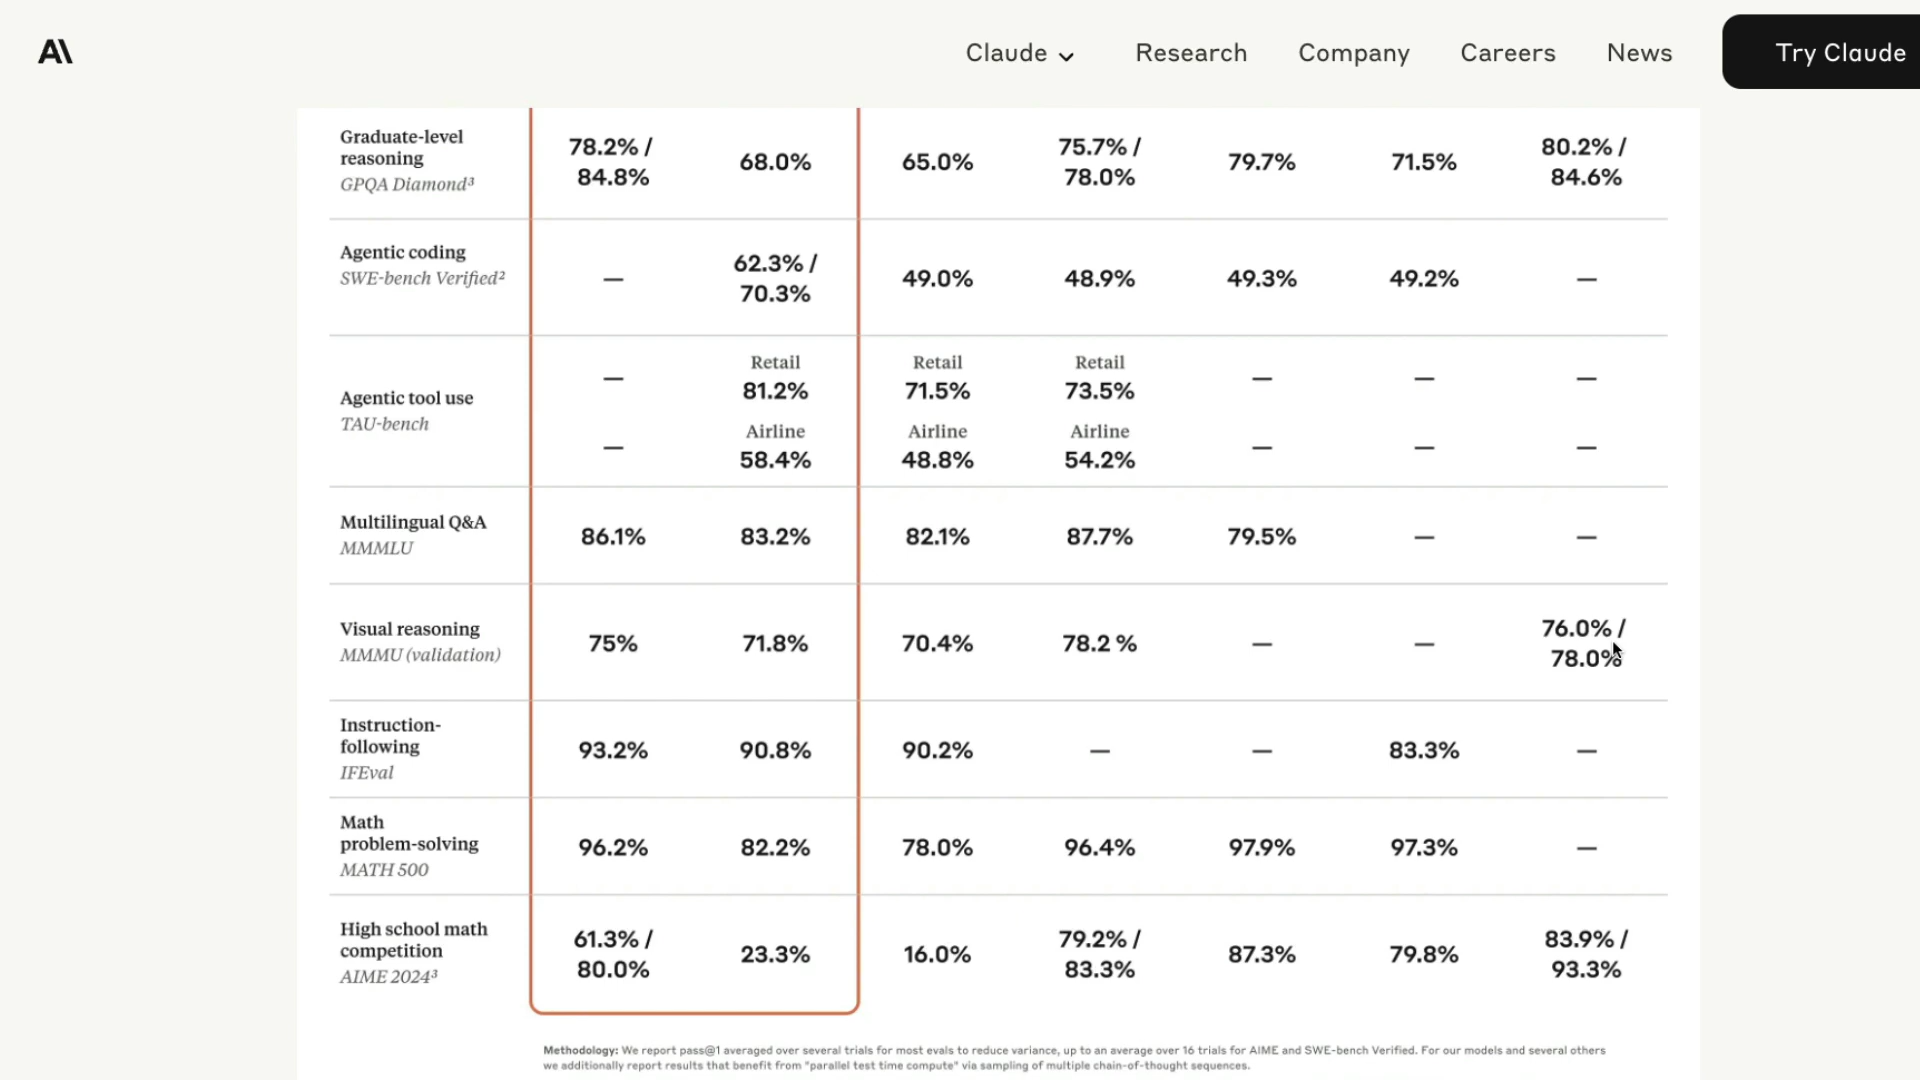 A\
Claude
Research
Company
Careers
News
Try Claude
Graduate-level
reasoning
GPQA Diamond³
78.2% /
84.8%
68.0%
65.0%
75.7% /
78.0%
79.7%
71.5%
80.2% /
84.6%
Agentic coding
SWE-bench Verified²
—
62.3% /
70.3%
49.0%
48.9%
49.3%
49.2%
—
Agentic tool use
TAU-bench
—
Retail
81.2%
Retail
71.5%
Retail
73.5%
—
—
—
—
Airline
58.4%
Airline
48.8%
Airline
54.2%
—
—
—
Multilingual Q&A
MMMLU
86.1%
83.2%
82.1%
87.7%
79.5%
—
—
Visual reasoning
MMMU (validation)
75%
71.8%
70.4%
78.2 %
—
—
76.0% /
78.0%
Instruction-
following
IFEval
93.2%
90.8%
90.2%
—
—
83.3%
—
Math
problem-solving
MATH 500
96.2%
82.2%
78.0%
96.4%
97.9%
97.3%
—
High school math
competition
AIME 2024³
61.3% /
80.0%
23.3%
16.0%
79.2% /
83.3%
87.3%
79.8%
83.9% /
93.3%
Methodology: We report pass@1 averaged over several trials for most evals to reduce variance, up to an average over 16 trials for AIME and SWE-bench Verified. For our models and several others
we additionally report results that benefit from "parallel test time compute" via sampling of multiple chain-of-thought sequences.